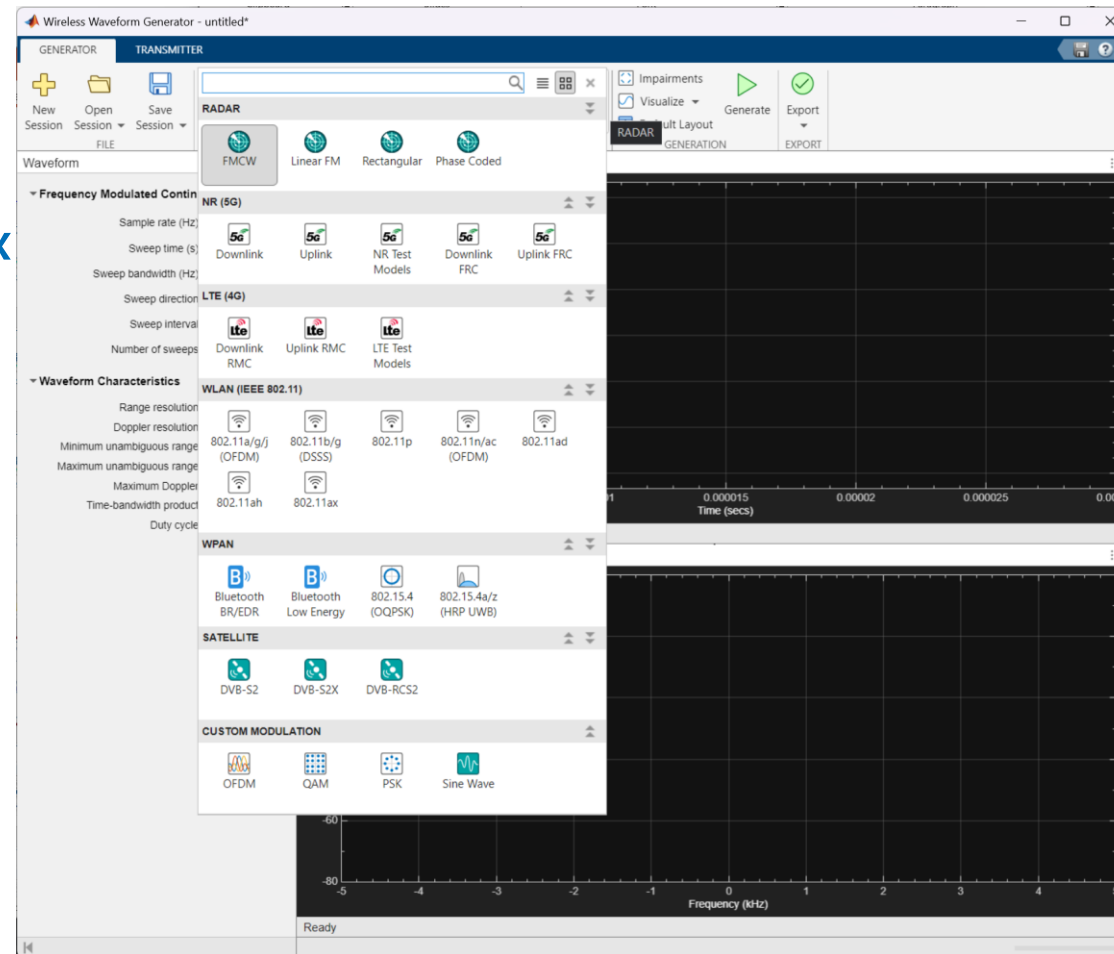 Wireless Waveform Generator - untitled*
GENERATOR TRANSMITTER
New Session
Open Session
Save Session
FILE
RADAR
FMCW
Linear FM
Rectangular
Phase Coded
NR (5G)
5G Downlink
5G Uplink
5G NR Test Models
5G Downlink FRC
5G Uplink FRC
LTE (4G)
lte Downlink RMC
lte Uplink RMC
lte LTE Test Models
WLAN (IEEE 802.11)
802.11a/g/j (OFDM)
802.11b/g (DSSS)
802.11p
802.11n/ac (OFDM)
802.11ad
802.11ah
802.11ax
WPAN
Bluetooth BR/EDR
Bluetooth Low Energy
802.15.4 (OQPSK)
802.15.4a/z (HRP UWB)
SATELLITE
DVB-S2
DVB-S2X
DVB-RCS2
CUSTOM MODULATION
OFDM
QAM
PSK
Sine Wave
Impairments
Visualize
ult Layout
RADAR
Generate
GENERATION
Export
EXPORT
Waveform
Frequency Modulated Contin
Sample rate (Hz)
Sweep time (s)
Sweep bandwidth (Hz)
Sweep direction
Sweep interval
Number of sweeps
Waveform Characteristics
Range resolution
Doppler resolution
Minimum unambiguous range
Maximum unambiguous range
Maximum Doppler
Time-bandwidth product
Duty cycle
x
0.000015 0.00002 0.000025
Time (secs)
-60
-80
-5 -4 -3 -2 -1 0 1 2 3 4
Frequency (kHz)
Ready